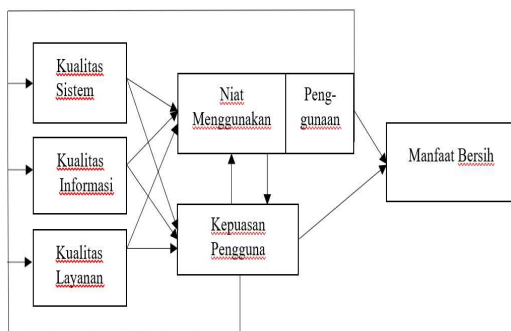 Kualitas
Sistem
Kualitas
Informasi
Kualitas
Layanan
Niat
Menggunakan
Peng-
gunaan
Kepuasan
Pengguna
Manfaat Bersih